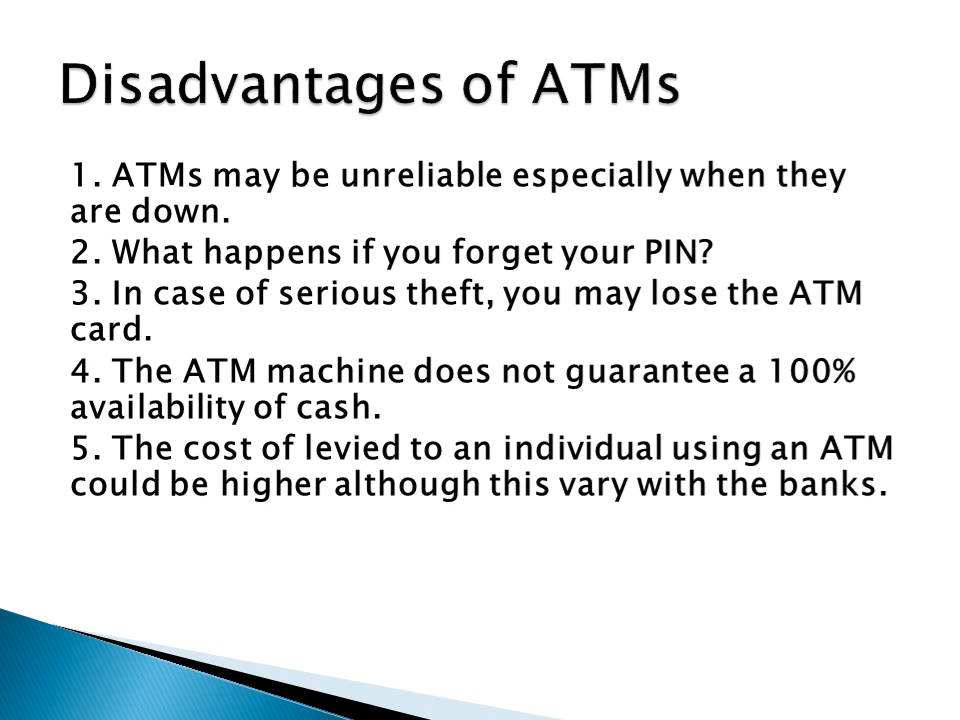 Disadvantages of ATMs
1. ATMs may be unreliable especially when they
are down.
2. What happens if you forget your PIN?
3. In case of serious theft, you may lose the ATM
card.
4. The ATM machine does not guarantee a 100%
availability of cash.
5. The cost of levied to an individual using an ATM
could be higher although this vary with the banks.